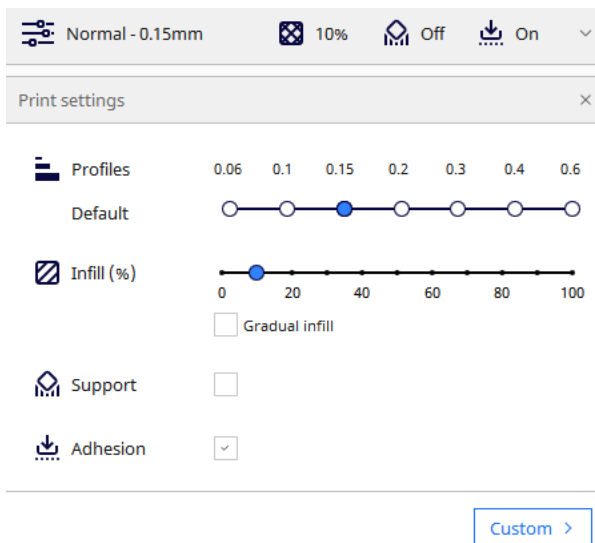 Normal - 0.15mm 10% Off On
Print settings
Profiles 0.06 0.1 0.15 0.2 0.3 0.4 0.6
Default
Infill (%)
0 20 40 60 80 100
Gradual infill
Support
Adhesion
Custom